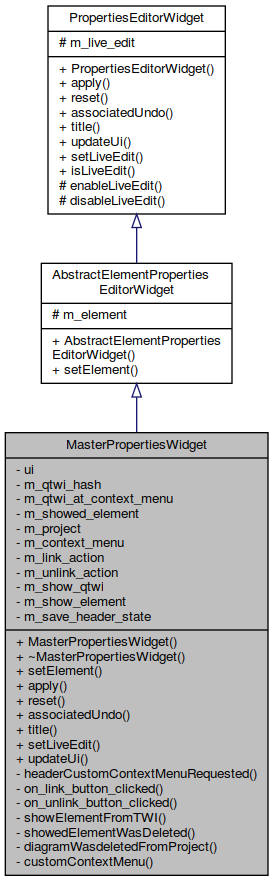 PropertiesEditorWidget
# m_live_edit
+ PropertiesEditorWidget()
+ apply()
+ reset()
+ associatedUndo()
+ title()
+ updateUi()
+ setLiveEdit()
+ isLiveEdit()
# enableLiveEdit()
# disableLiveEdit()
AbstractElementProperties
EditorWidget
# m_element
+ AbstractElementProperties
EditorWidget()
+ setElement()
MasterPropertiesWidget
- ui
- m_qtwi_hash
- m_qtwi_at_context_menu
- m_showed_element
- m_project
- m_context_menu
- m_link_action
- m_unlink_action
- m_show_qtwi
- m_show_element
- m_save_header_state
+ MasterPropertiesWidget()
+ ~MasterPropertiesWidget()
+ setElement()
+ apply()
+ reset()
+ associatedUndo()
+ title()
+ setLiveEdit()
+ updateUi()
- headerCustomContextMenuRequested()
- on_link_button_clicked()
- on_unlink_button_clicked()
- showElementFromTWI()
- showedElementWasDeleted()
- diagramWasdeletedFromProject()
- customContextMenu()